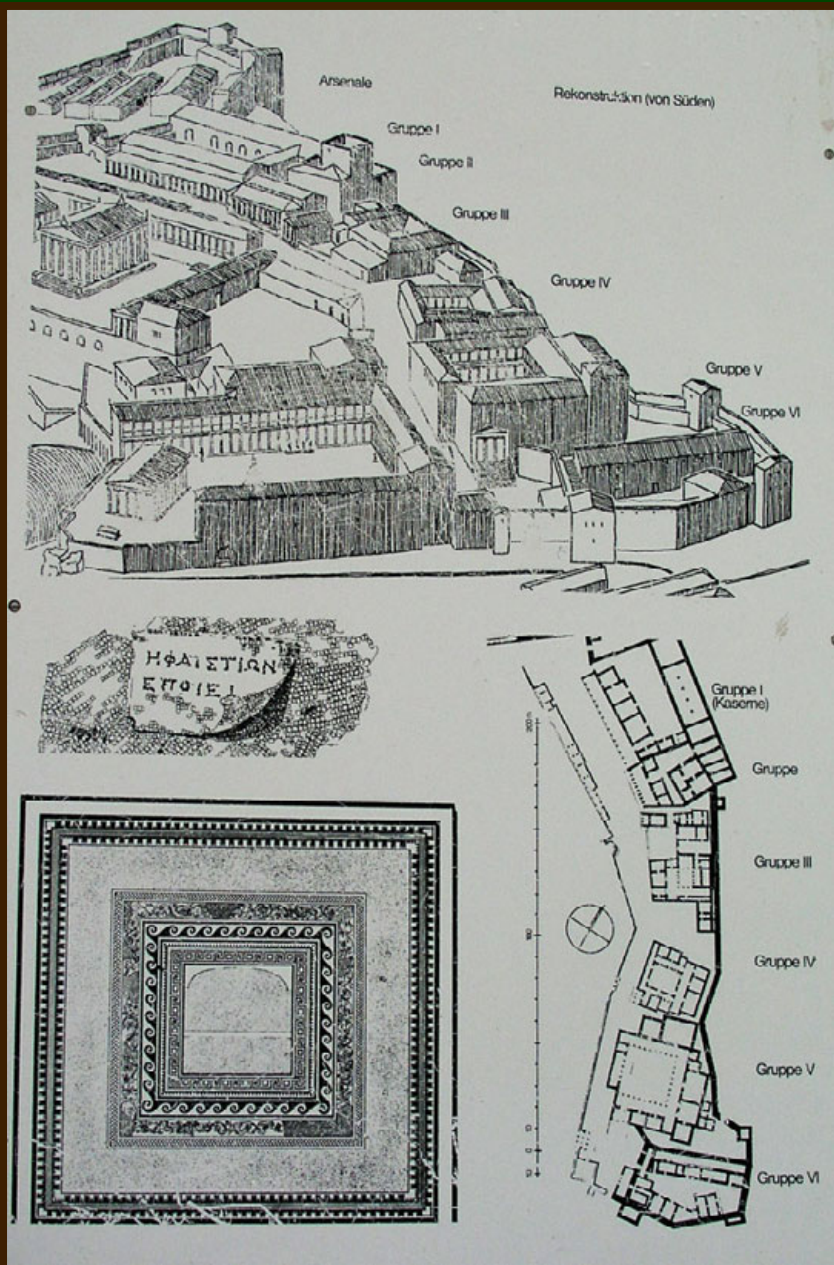 Arsenale
Rekonstruktion (von Süden)
Gruppe I
Gruppe II
Gruppe III
Gruppe IV
Gruppe V
Gruppe VI
ΗΦΑΙΣΤΙΩΝ
ΕΠΟΙΕΙ
Gruppe I
(Kaserne)
Gruppe
Gruppe III
Gruppe IV
Gruppe V
Gruppe VI